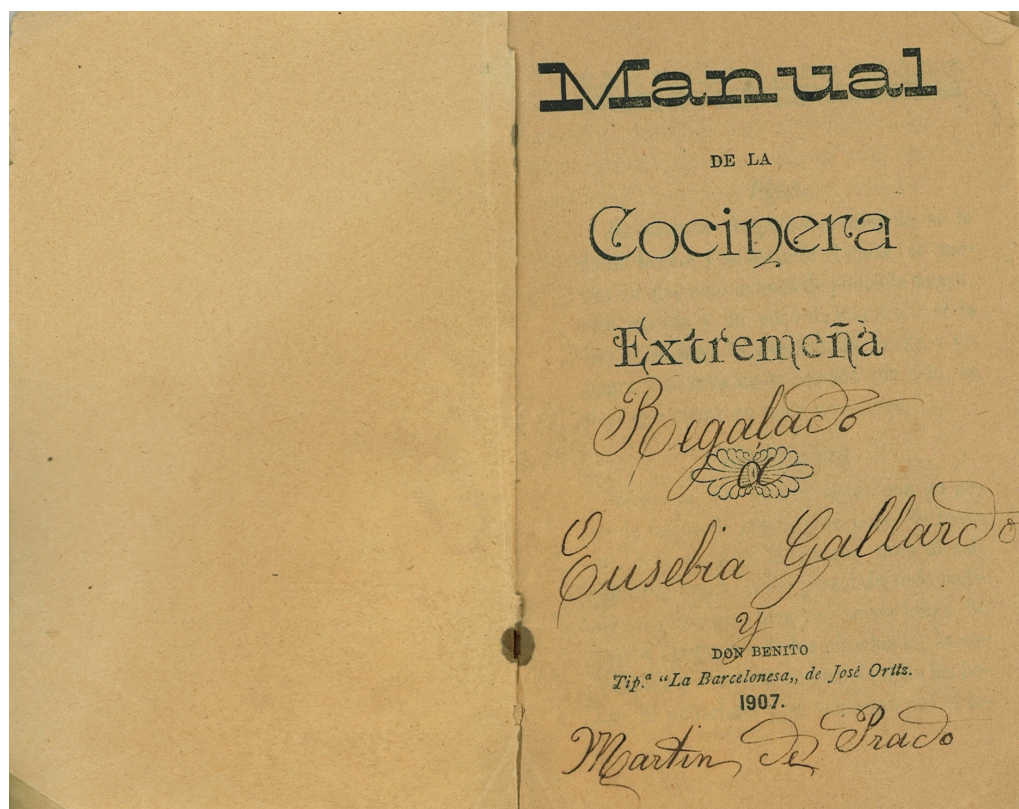 Manual
DE LA
Cocinera
Extremeña
Regalado
a
Eusebia Gallardo
y
DON BENITO
Tip.ª “La Barcelonesa„ de José Ortiz.
1907.
Martin de Prado